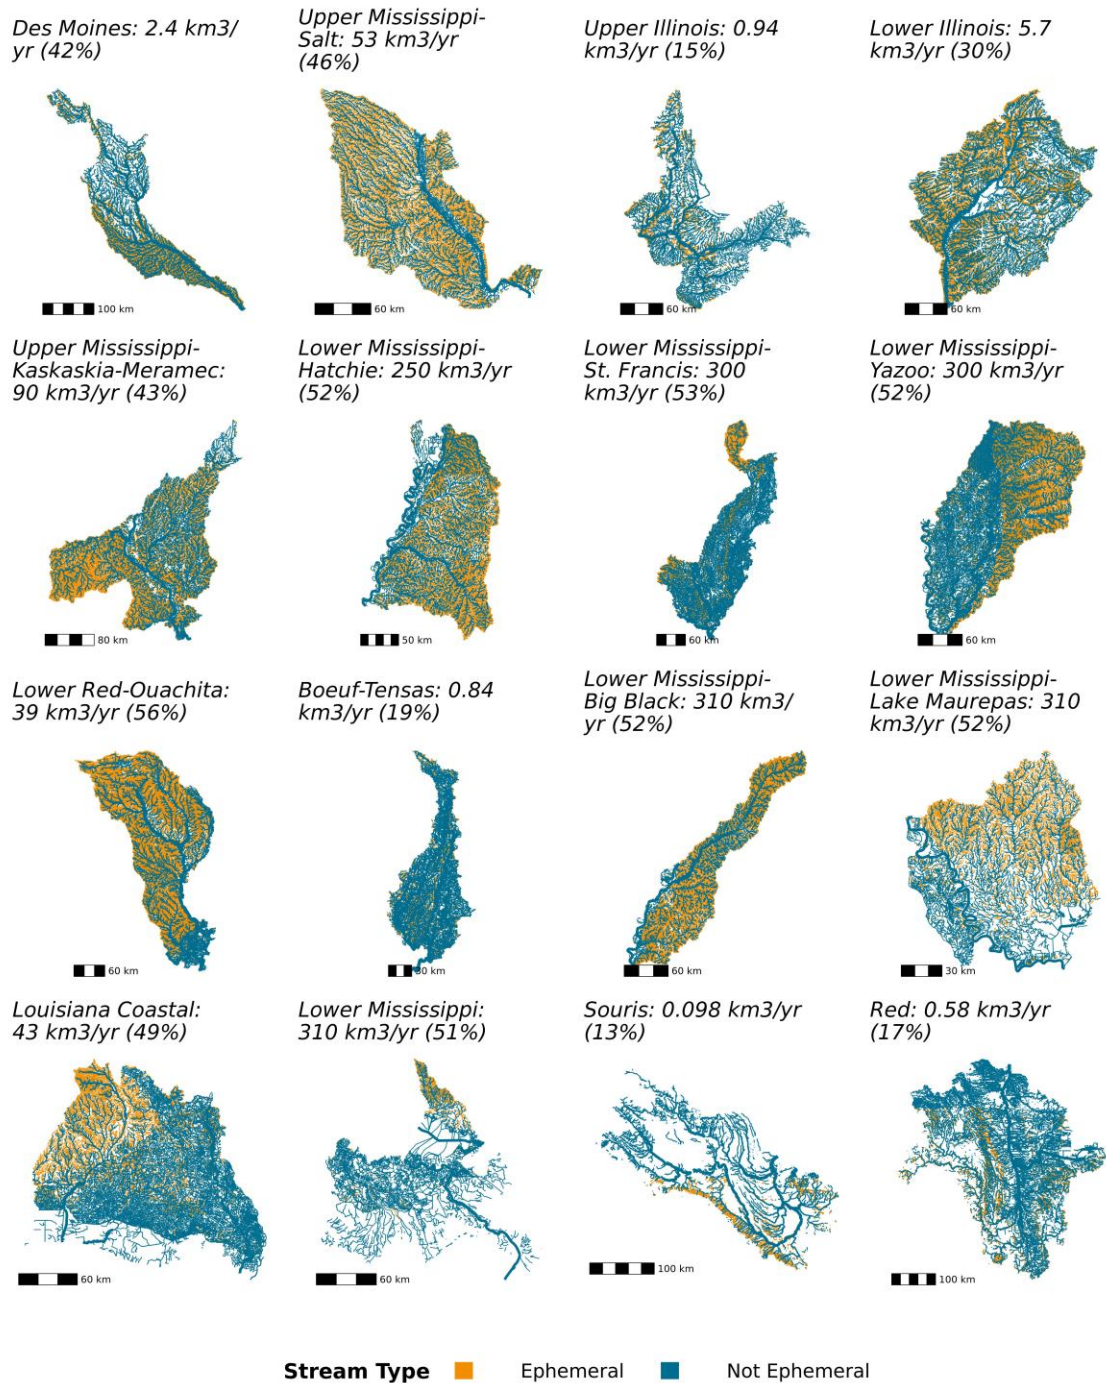 Des Moines: 2.4 km3/
yr (42%)
Upper Mississippi-
Salt: 53 km3/yr
(46%)
Upper Illinois: 0.94
km3/yr (15%)
Lower Illinois: 5.7
km3/yr (30%)
100 km
60 km
60 km
60 km
Upper Mississippi-
Kaskaskia-Meramec:
90 km3/yr (43%)
Lower Mississippi-
Hatchie: 250 km3/yr
(52%)
Lower Mississippi-
St. Francis: 300
km3/yr (53%)
Lower Mississippi-
Yazoo: 300 km3/yr
(52%)
80 km
50 km
60 km
60 km
Lower Red-Ouachita:
39 km3/yr (56%)
Boeuf-Tensas: 0.84
km3/yr (19%)
Lower Mississippi-
Big Black: 310 km3/
yr (52%)
Lower Mississippi-
Lake Maurepas: 310
km3/yr (52%)
60 km
30 km
60 km
30 km
Louisiana Coastal:
43 km3/yr (49%)
Lower Mississippi:
310 km3/yr (51%)
Souris: 0.098 km3/yr
(13%)
Red: 0.58 km3/yr
(17%)
60 km
60 km
100 km
100 km
Stream Type Ephemeral Not Ephemeral